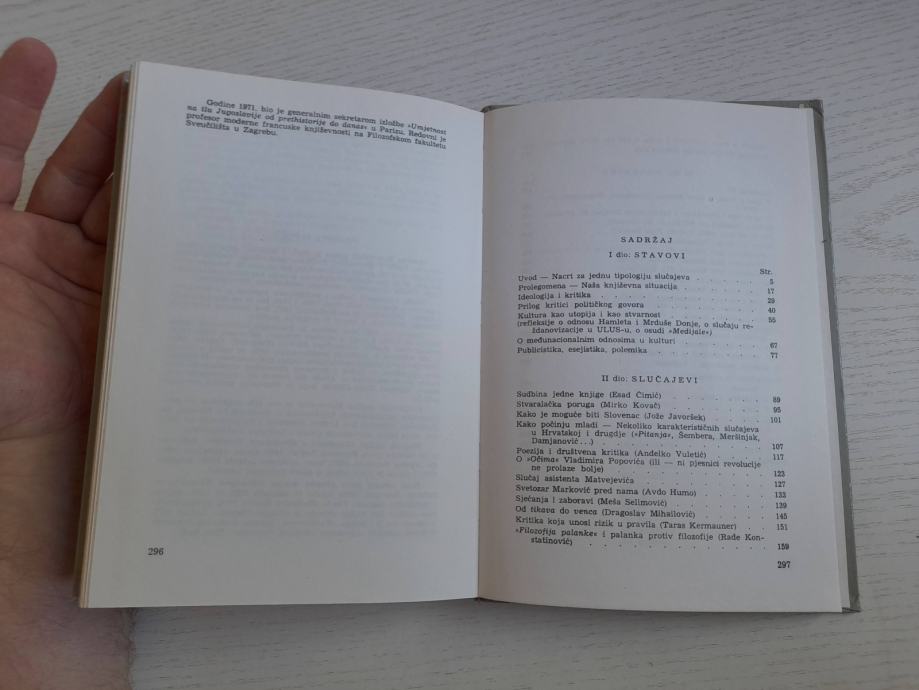 Godine 1971. bio je generalnim sekretarom izložbe »Umjetnost
na tlu Jugoslavije od prethistorije do danas« u Parizu. Redovni je
profesor moderne francuske književnosti na Filozofskom fakultetu
Sveučilišta u Zagrebu.
296
SADRŽAJ
I dio: STAVOVI
Str.
Uvod — Nacrt za jednu tipologiju slučajeva . . . . . 5
Prolegomena — Naša književna situacija . . . . . . 17
Ideologija i kritika . . . . . . . . . . . 29
Prilog kritici političkog govora . . . . . . . . 40
Kultura kao utopija i kao stvarnost . . . . . . . 55
(refleksije o odnosu Hamleta i Mrduše Donje, o slučaju re-
ždanovizacije u ULUS-u, o osudi »Medijale«)
O međunacionalnim odnosima u kulturi . . . . . . 67
Publicistika, esejistika, polemika . . . . . . . . 77
II dio: SLUČAJEVI
Sudbina jedne knjige (Esad Ćimić) . . . . . . . 89
Stvaralačka poruga (Mirko Kovač) . . . . . . . 95
Kako je moguće biti Slovenac (Jože Javoršek) . . . . 101
Kako počinju mladi — Nekoliko karakterističnih slučajeva
u Hrvatskoj i drugdje (»Pitanja«, Šembera, Meršinjak,
Damjanović...) . . . . . . . . . . . 107
Poezija i društvena kritika (Anđelko Vuletić) . . . . 117
O »Očima« Vladimira Popovića (ili — ni pjesnici revolucije
ne prolaze bolje) . . . . . . . . . . . 123
Slučaj asistenta Matvejevića . . . . . . . . . 127
Svetozar Marković pred nama (Avdo Humo) . . . . . 133
Sjećanja i zaboravi (Meša Selimović) . . . . . . . 139
Od tikava do venca (Dragoslav Mihailović) . . . . . 145
Kritika koja unosi rizik u pravila (Taras Kermauner) . . . 151
»Filozofija palanke« i palanka protiv filozofije (Rade Kon-
statinović) . . . . . . . . . . . . 159
297